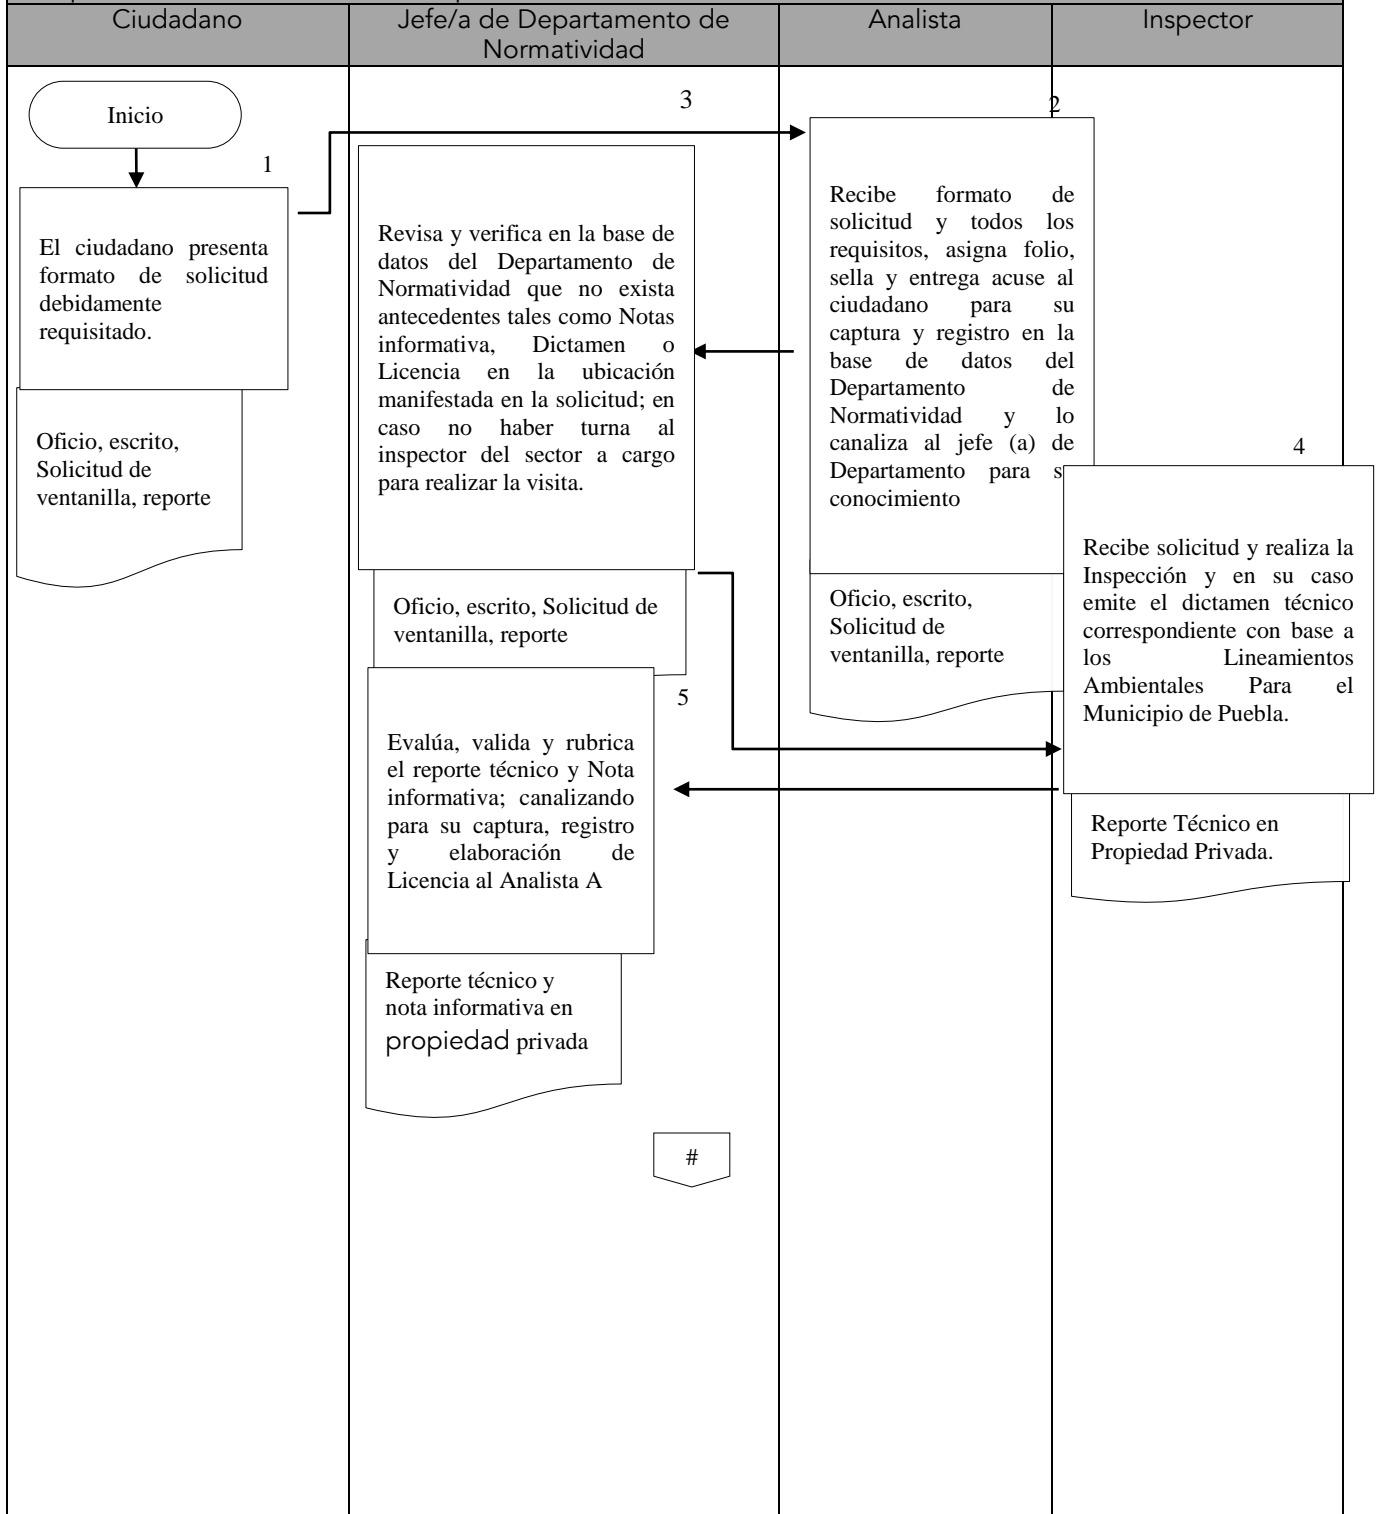 Ciudadano
Jefe/a de Departamento de
Normatividad
Analista
Inspector
Inicio
1
El ciudadano presenta
formato de solicitud
debidamente
requisitado.
Oficio, escrito,
Solicitud de
ventanilla, reporte
3
Revisa y verifica en la base de
datos del Departamento de
Normatividad que no exista
antecedentes tales como Notas
informativa, Dictamen o
Licencia en la ubicación
manifestada en la solicitud; en
caso no haber turna al
inspector del sector a cargo
para realizar la visita.
Oficio, escrito, Solicitud de
ventanilla, reporte
5
Evalúa, valida y rubrica
el reporte técnico y Nota
informativa; canalizando
para su captura, registro
y elaboración de
Licencia al Analista A
Reporte técnico y
nota informativa en
propiedad privada
#
2
Recibe formato de
solicitud y todos los
requisitos, asigna folio,
sella y entrega acuse al
ciudadano para su
captura y registro en la
base de datos del
Departamento de
Normatividad y lo
canaliza al jefe (a) de
Departamento para s
conocimiento
Oficio, escrito,
Solicitud de
ventanilla, reporte
4
Recibe solicitud y realiza la
Inspección y en su caso
emite el dictamen técnico
correspondiente con base a
los Lineamientos
Ambientales Para el
Municipio de Puebla.
Reporte Técnico en
Propiedad Privada.